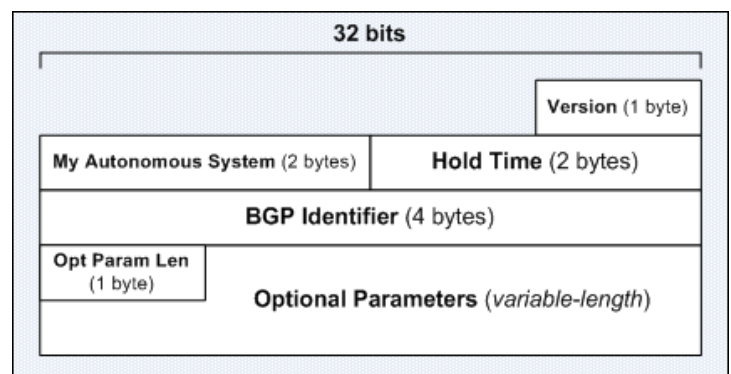 32 bits
Version (1 byte)
My Autonomous System (2 bytes)
Hold Time (2 bytes)
BGP Identifier (4 bytes)
Opt Param Len
(1 byte)
Optional Parameters (variable-length)